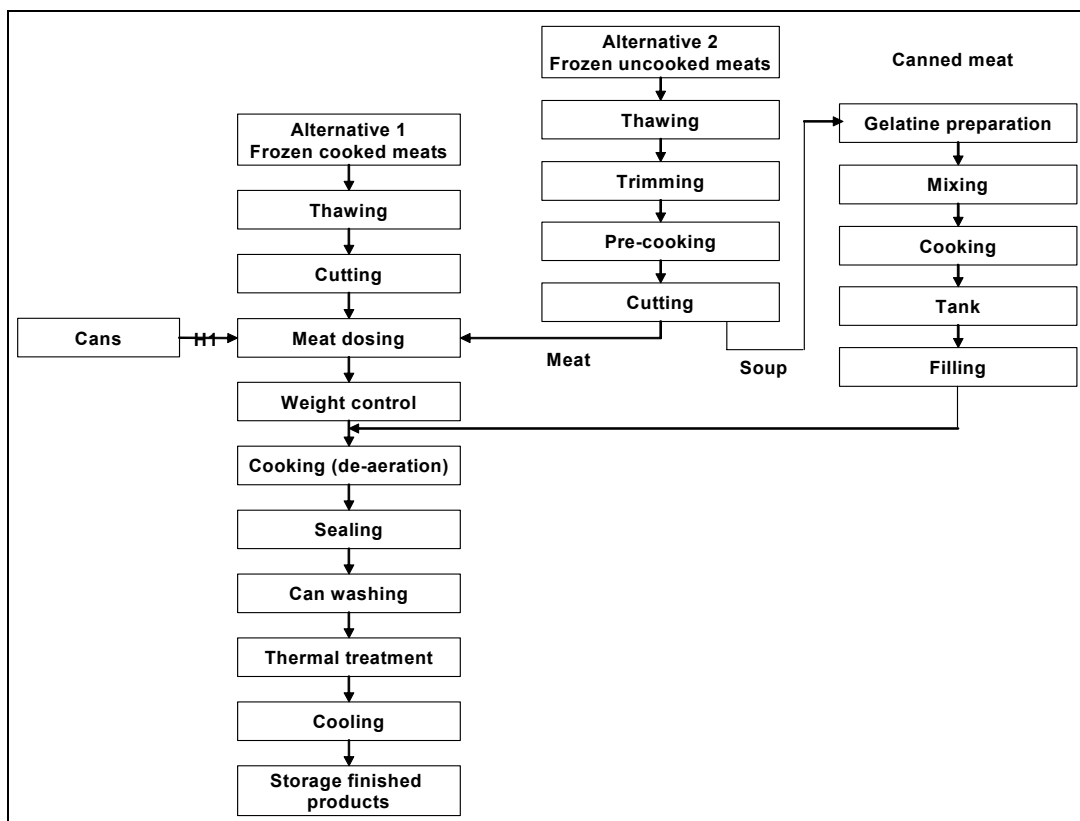 Alternative 2
Frozen uncooked meats
Canned meat
Alternative 1
Frozen cooked meats
Thawing
Gelatine preparation
Trimming
Mixing
Thawing
Pre-cooking
Cooking
Cutting
Cutting
Tank
Cans
H1
Meat dosing
Meat
Soup
Filling
Weight control
Cooking (de-aeration)
Sealing
Can washing
Thermal treatment
Cooling
Storage finished
products